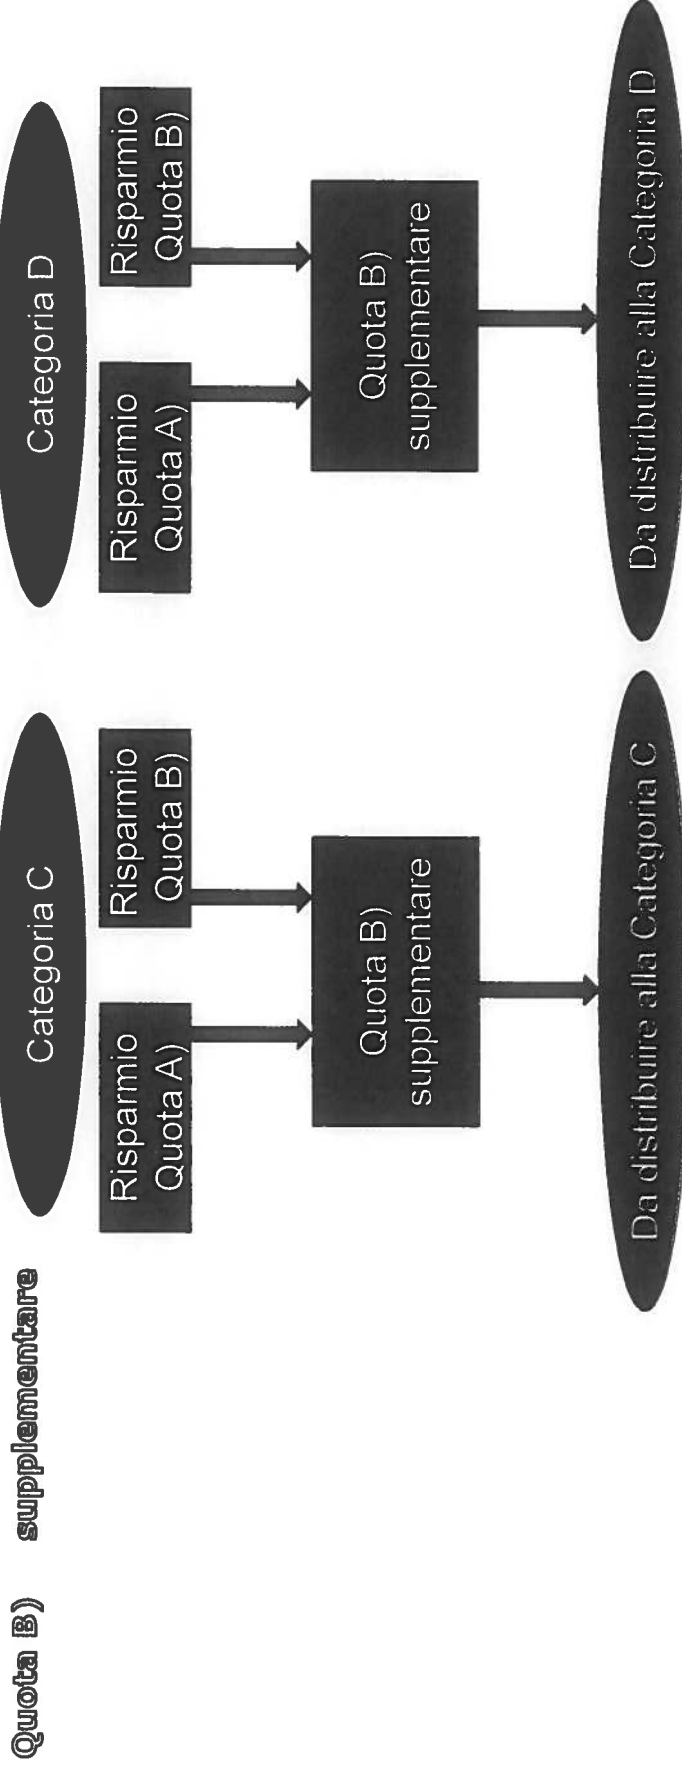 Quota B) supplementare
Categoria C
Categoria D
Risparmio
Quota A)
Risparmio
Quota B)
Risparmio
Quota A)
Risparmio
Quota B)
Quota B)
supplementare
Quota B)
supplementare
Da distribuire alla Categoria C
Da distribuire alla Categoria D